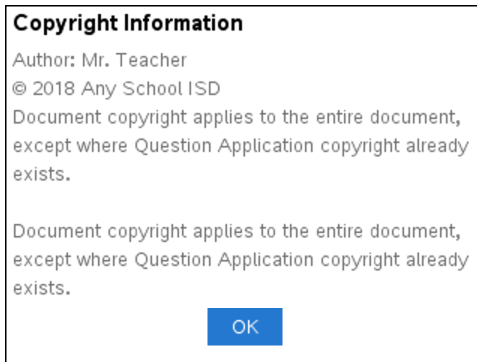 Copyright Information
Author: Mr. Teacher
© 2018 Any School ISD
Document copyright applies to the entire document,
except where Question Application copyright already
exists.
Document copyright applies to the entire document,
except where Question Application copyright already
exists.
OK